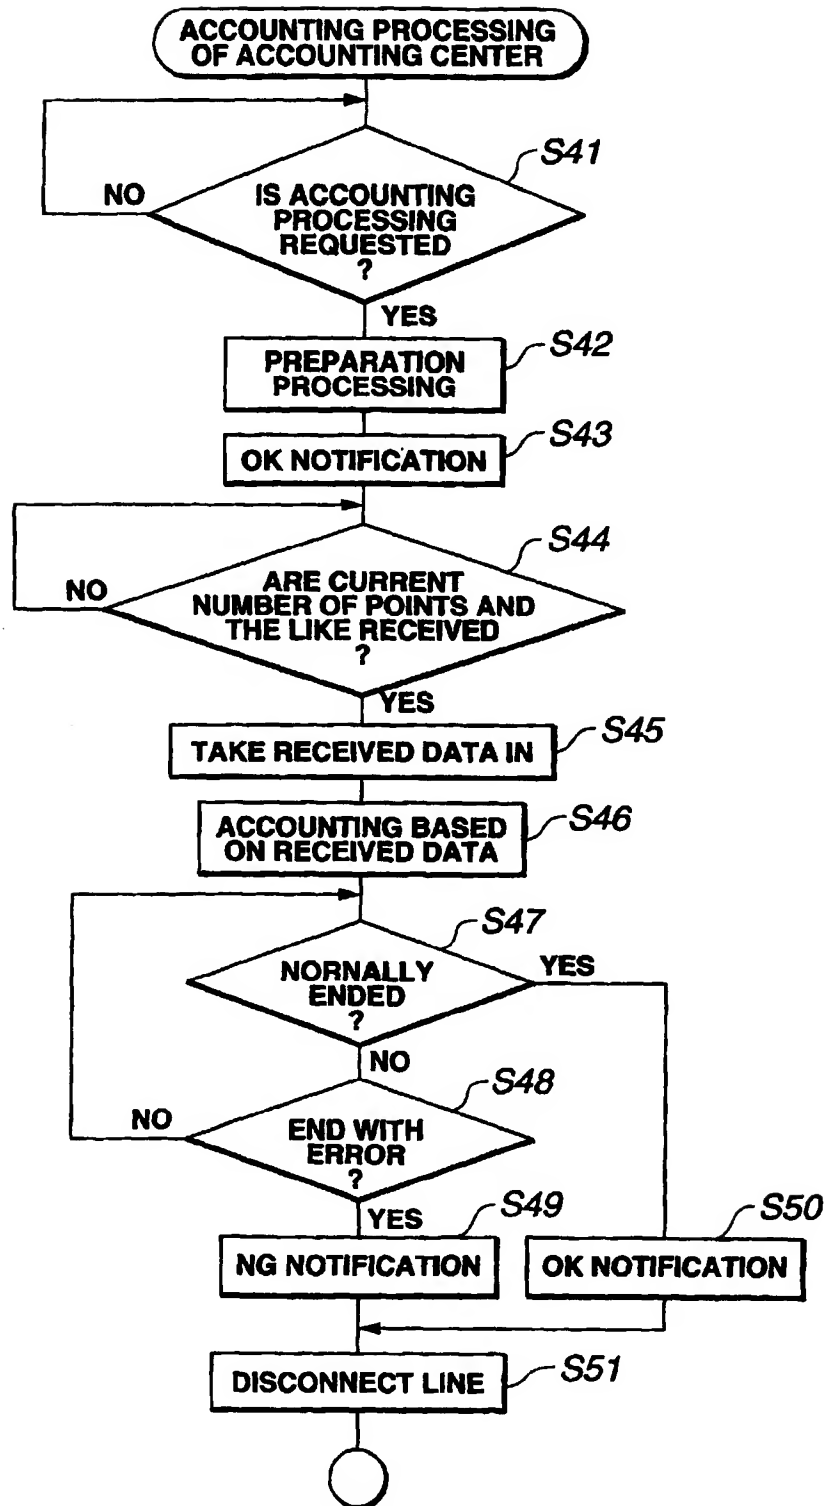 ACCOUNTING PROCESSING
OF ACCOUNTING CENTER
S41
NO
IS ACCOUNTING
PROCESSING
REQUESTED
?
YES
S42
PREPARATION
PROCESSING
S43
OK NOTIFICATION
S44
NO
ARE CURRENT
NUMBER OF POINTS AND
THE LIKE RECEIVED
?
YES
S45
TAKE RECEIVED DATA IN
S46
ACCOUNTING BASED
ON RECEIVED DATA
S47
NORNALLY
ENDED
?
YES
NO
S48
NO
END WITH
ERROR
?
YES
S49
NG NOTIFICATION
S50
OK NOTIFICATION
S51
DISCONNECT LINE